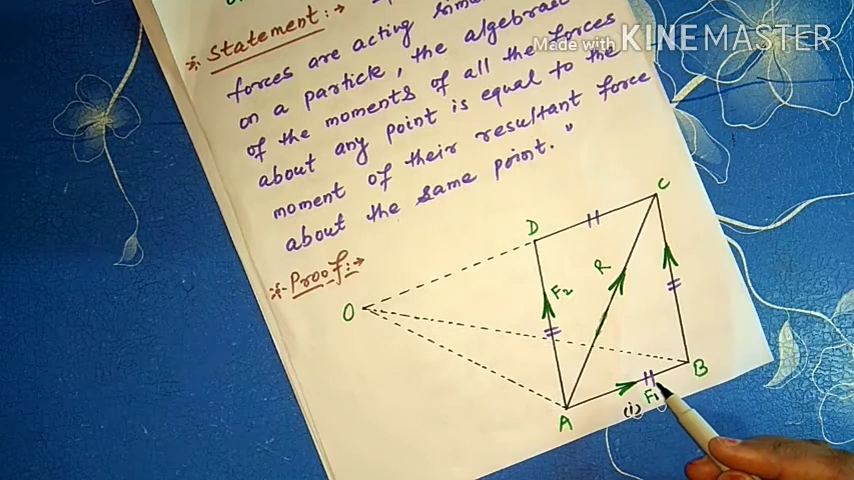 Made with KINEMASTER
* Statement :→
forces are acting
on a particle, the
of the moments of all the forces
about any point is equal to the
moment of their resultant force
about the same point."
* Proof :→
O
D
C
F₂
R
A
B
F₁
(i)